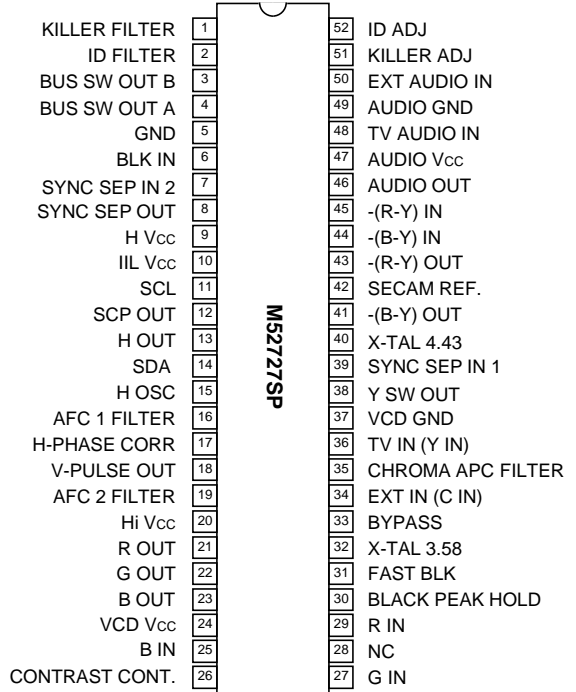 KILLER FILTER 1 52 ID ADJ
ID FILTER 2 51 KILLER ADJ
BUS SW OUT B 3 50 EXT AUDIO IN
BUS SW OUT A 4 49 AUDIO GND
GND 5 48 TV AUDIO IN
BLK IN 6 47 AUDIO Vcc
SYNC SEP IN 2 7 46 AUDIO OUT
SYNC SEP OUT 8 45 -(R-Y) IN
H Vcc 9 44 -(B-Y) IN
IIL Vcc 10 43 -(R-Y) OUT
SCL 11 42 SECAM REF.
SCP OUT 12 41 -(B-Y) OUT
H OUT 13 40 X-TAL 4.43
SDA 14 39 SYNC SEP IN 1
H OSC 15 38 Y SW OUT
AFC 1 FILTER 16 37 VCD GND
H-PHASE CORR 17 36 TV IN (Y IN)
V-PULSE OUT 18 35 CHROMA APC FILTER
AFC 2 FILTER 19 34 EXT IN (C IN)
Hi Vcc 20 33 BYPASS
R OUT 21 32 X-TAL 3.58
G OUT 22 31 FAST BLK
B OUT 23 30 BLACK PEAK HOLD
VCD Vcc 24 29 R IN
B IN 25 28 NC
CONTRAST CONT. 26 27 G IN
M52727SP